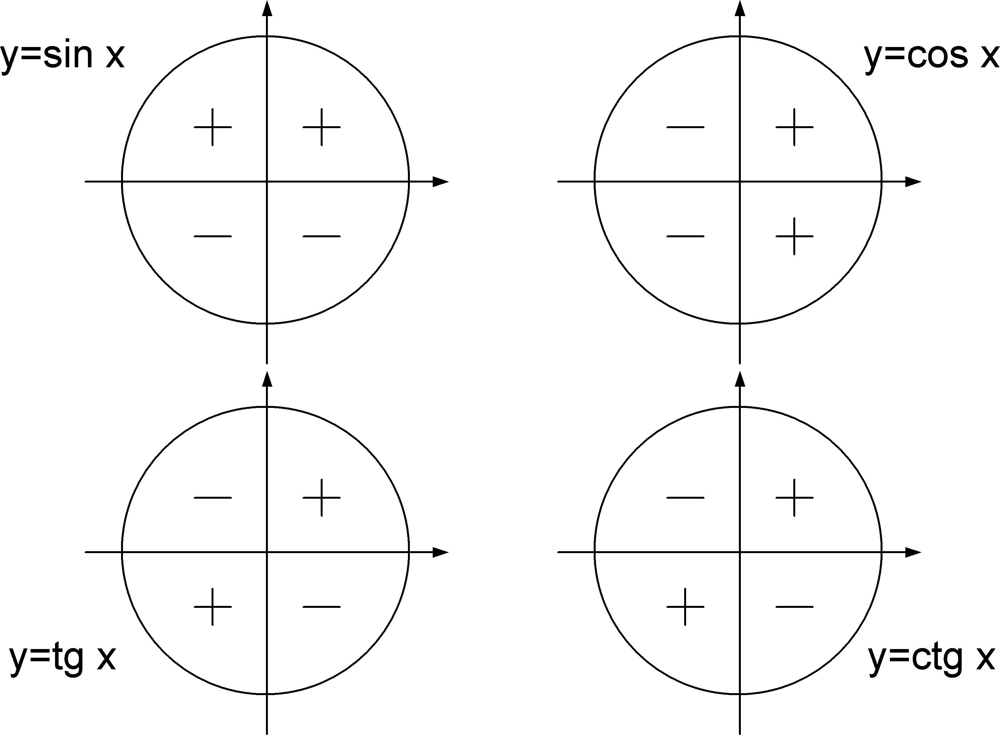 y=sin x
y=cos x
+ +
− +
− −
− +
− +
− +
+ −
+ −
y=tg x
y=ctg x